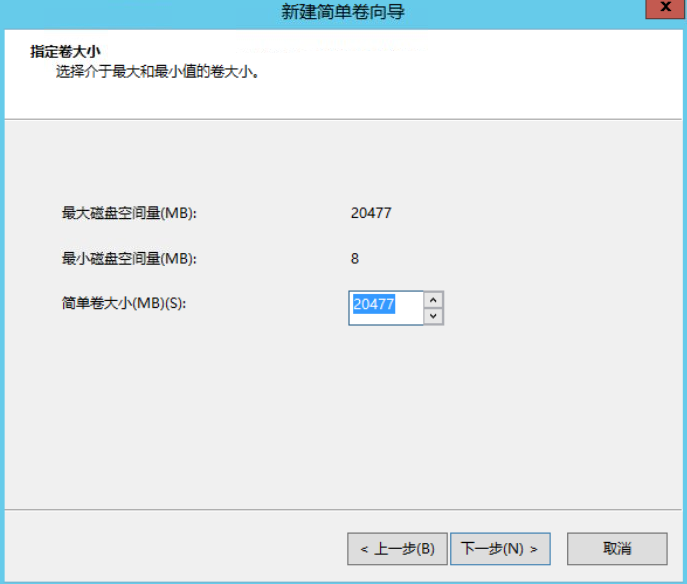 新建简单卷向导
x
指定卷大小
选择介于最大和最小值的卷大小。
最大磁盘空间量(MB): 20477
最小磁盘空间量(MB): 8
简单卷大小(MB)(S): 20477
< 上一步(B) 下一步(N) > 取消